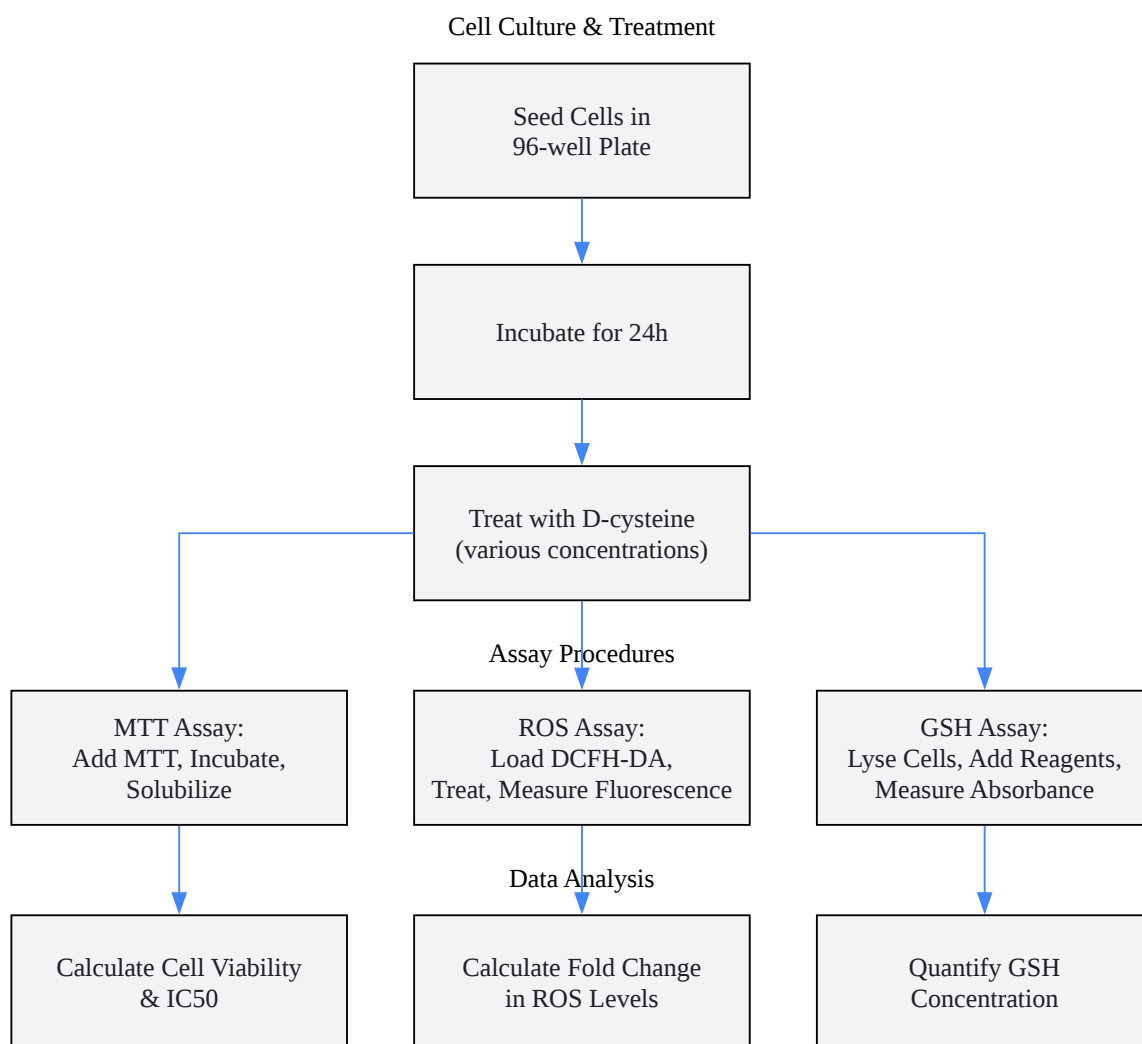 Cell Culture & Treatment
Seed Cells in
96-well Plate
Incubate for 24h
Treat with D-cysteine
(various concentrations)
Assay Procedures
MTT Assay:
Add MTT, Incubate,
Solubilize
ROS Assay:
Load DCFH-DA,
Treat, Measure Fluorescence
GSH Assay:
Lyse Cells, Add Reagents,
Measure Absorbance
Data Analysis
Calculate Cell Viability
& IC50
Calculate Fold Change
in ROS Levels
Quantify GSH
Concentration